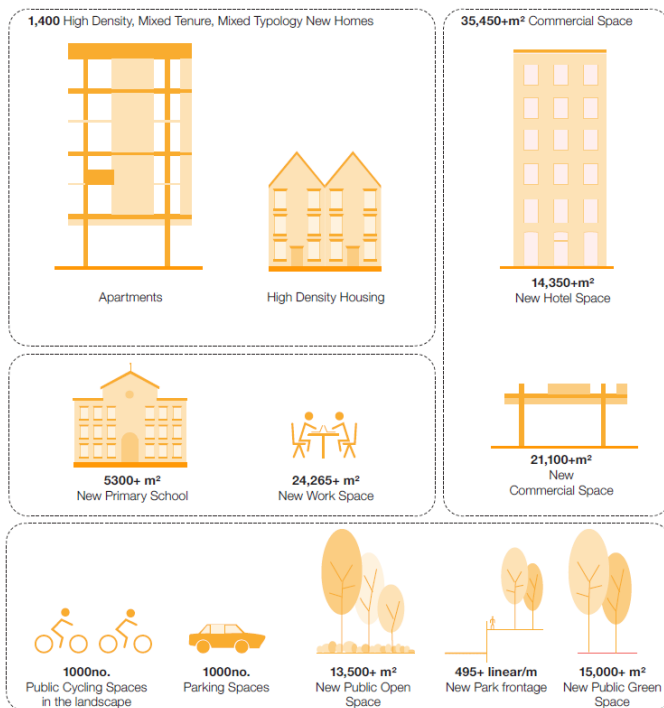 1,400 High Density, Mixed Tenure, Mixed Typology New Homes
Apartments
High Density Housing
35,450+m² Commercial Space
14,350+m²
New Hotel Space
21,100+m²
New
Commercial Space
5300+ m²
New Primary School
24,265+ m²
New Work Space
1000no.
Public Cycling Spaces
in the landscape
1000no.
Parking Spaces
13,500+ m²
New Public Open
Space
495+ linear/m
New Park frontage
15,000+ m²
New Public Green
Space